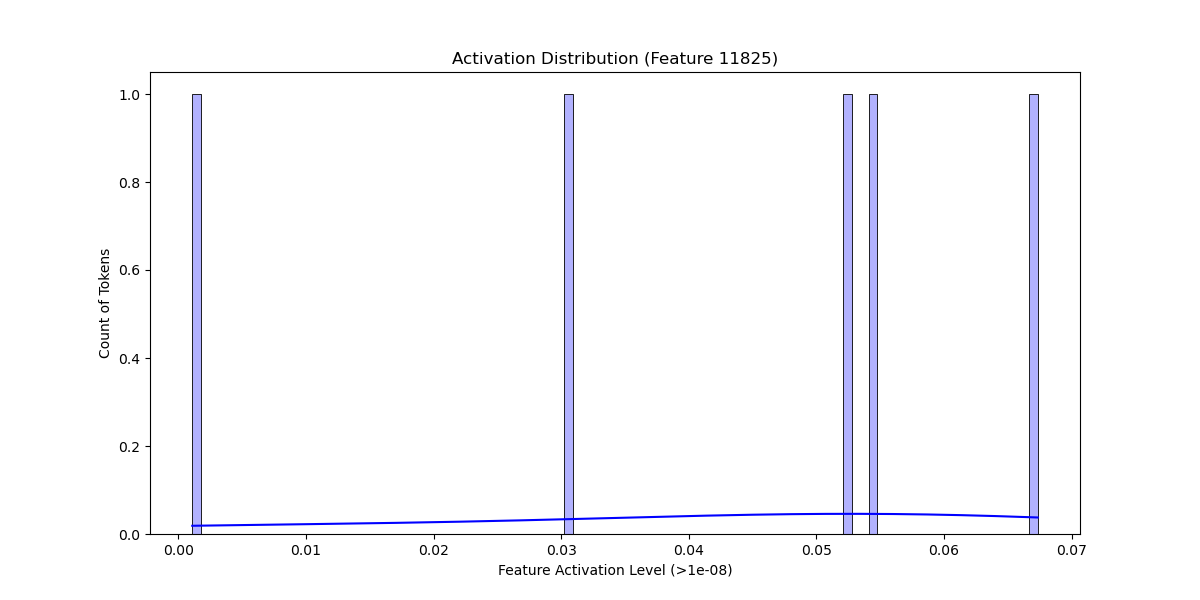 Activation Distribution (Feature 11825)
1.0
0.8
0.6
0.4
0.2
0.0
Count of Tokens
0.00 0.01 0.02 0.03 0.04 0.05 0.06 0.07
Feature Activation Level (>1e-08)